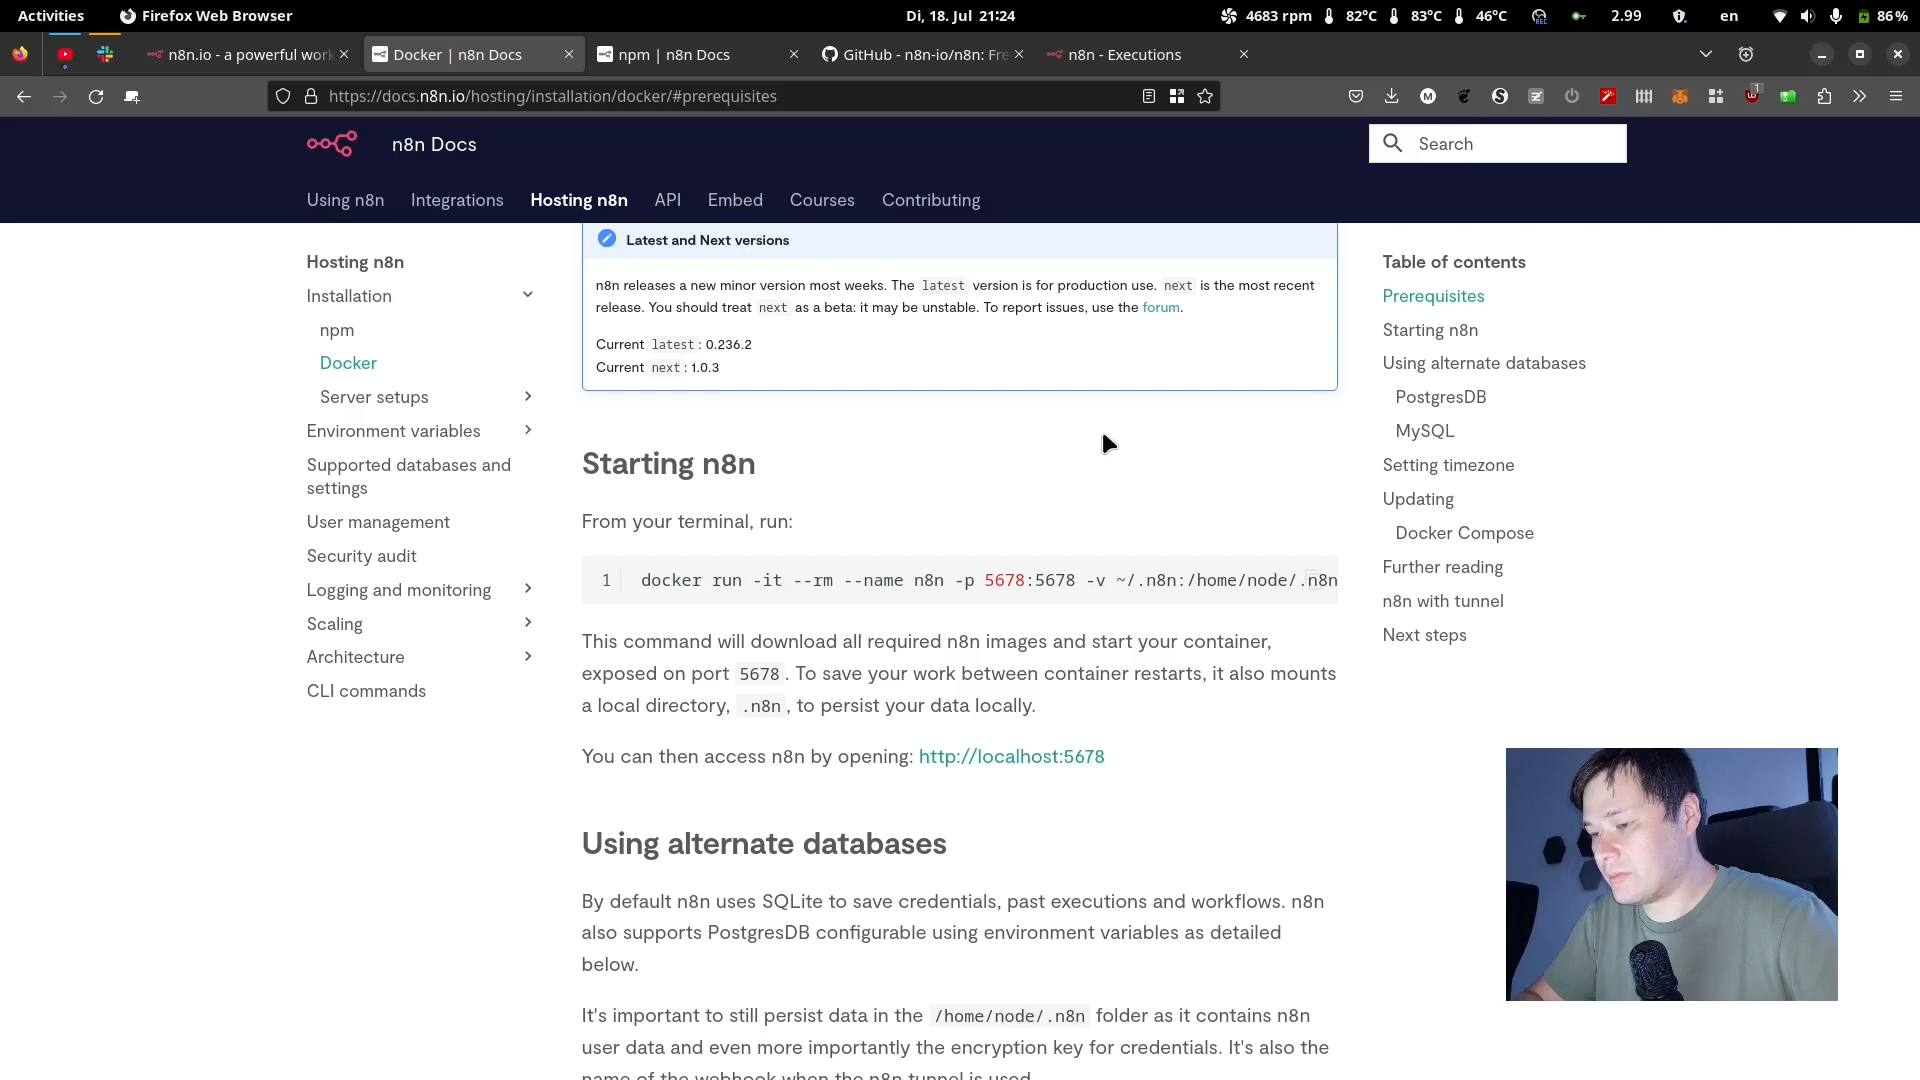 Activities Firefox Web Browser Di, 18. Jul 21:24 4683 rpm 82°C 83°C 46°C 2.99 en 86%
n8n.io - a powerful work Docker | n8n Docs npm | n8n Docs GitHub - n8n-io/n8n: Fre n8n - Executions
https://docs.n8n.io/hosting/installation/docker/#prerequisites
n8n Docs
Search
Using n8n Integrations Hosting n8n API Embed Courses Contributing
Hosting n8n
Installation
npm
Docker
Server setups
Environment variables
Supported databases and
settings
User management
Security audit
Logging and monitoring
Scaling
Architecture
CLI commands
Latest and Next versions
n8n releases a new minor version most weeks. The latest version is for production use. next is the most recent
release. You should treat next as a beta: it may be unstable. To report issues, use the forum.
Current latest: 0.236.2
Current next: 1.0.3
Starting n8n
From your terminal, run:
1 docker run -it --rm --name n8n -p 5678:5678 -v ~/.n8n:/home/node/.n8n
This command will download all required n8n images and start your container,
exposed on port 5678. To save your work between container restarts, it also mounts
a local directory, .n8n, to persist your data locally.
You can then access n8n by opening: http://localhost:5678
Using alternate databases
By default n8n uses SQLite to save credentials, past executions and workflows. n8n
also supports PostgresDB configurable using environment variables as detailed
below.
It's important to still persist data in the /home/node/.n8n folder as it contains n8n
user data and even more importantly the encryption key for credentials. It's also the
name of the webhook when the n8n tunnel is used.
Table of contents
Prerequisites
Starting n8n
Using alternate databases
PostgresDB
MySQL
Setting timezone
Updating
Docker Compose
Further reading
n8n with tunnel
Next steps